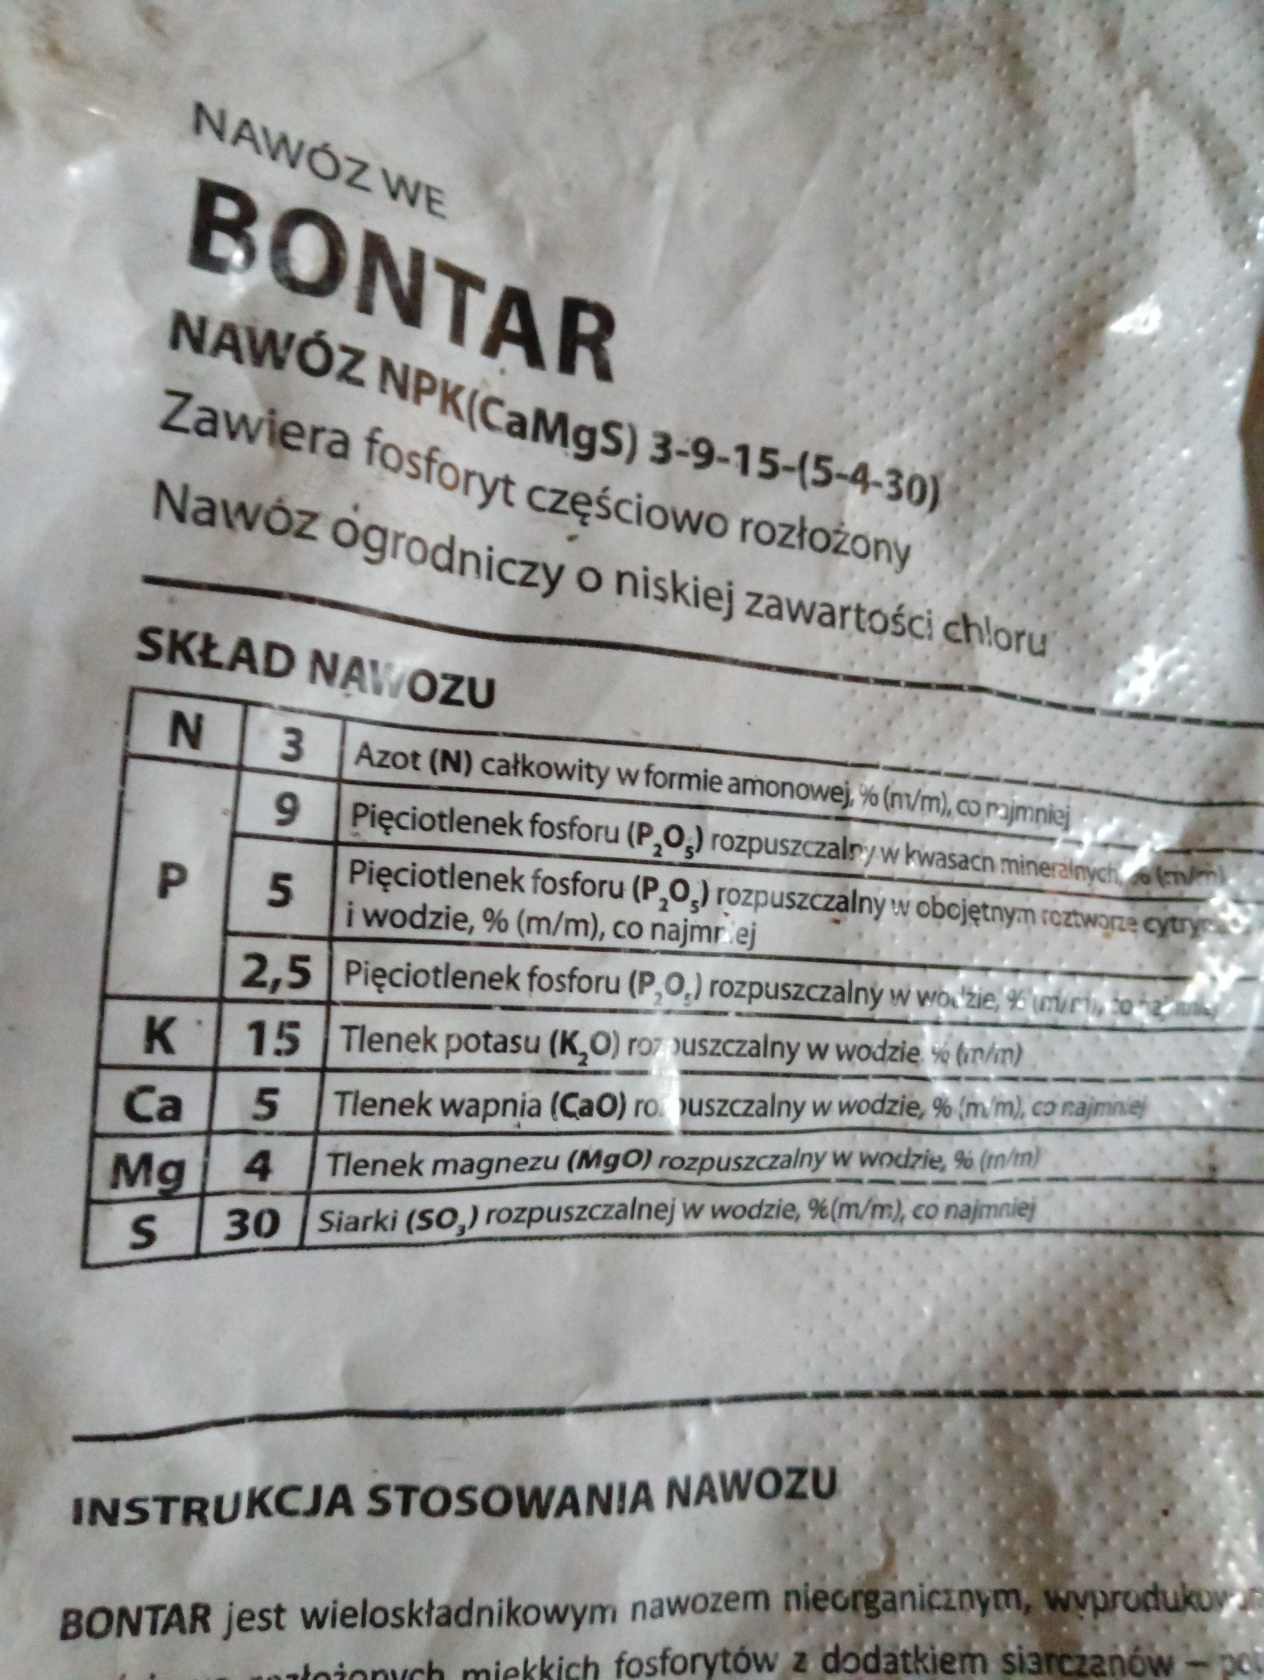 NAWÓZ WE
BONTAR
NAWÓZ NPK(CaMgS) 3-9-15-(5-4-30)
Zawiera fosforyt częściowo rozłożony
Nawóz ogrodniczy o niskiej zawartości chloru
SKŁAD NAWOZU
N 3 Azot (N) całkowity w formie amonowej, % (m/m), co najmniej
P 9 Pięciotlenek fosforu (P₂O₅) rozpuszczalny w kwasach mineralnych, % (m/m)
5 Pięciotlenek fosforu (P₂O₅) rozpuszczalny w obojętnym roztworze
i wodzie, % (m/m), co najmniej
2,5 Pięciotlenek fosforu (P₂O₅) rozpuszczalny w wodzie, % (m/m), co najmniej
K 15 Tlenek potasu (K₂O) rozpuszczalny w wodzie % (m/m)
Ca 5 Tlenek wapnia (CaO) rozpuszczalny w wodzie, % (m/m), co najmniej
Mg 4 Tlenek magnezu (MgO) rozpuszczalny w wodzie, % (m/m)
S 30 Siarki (SO₃) rozpuszczalnej w wodzie, %(m/m), co najmniej
INSTRUKCJA STOSOWANIA NAWOZU
BONTAR jest wieloskładnikowym nawozem nieorganicznym,
rozłożonych miękkich fosforytów z dodatkiem siarczanów –